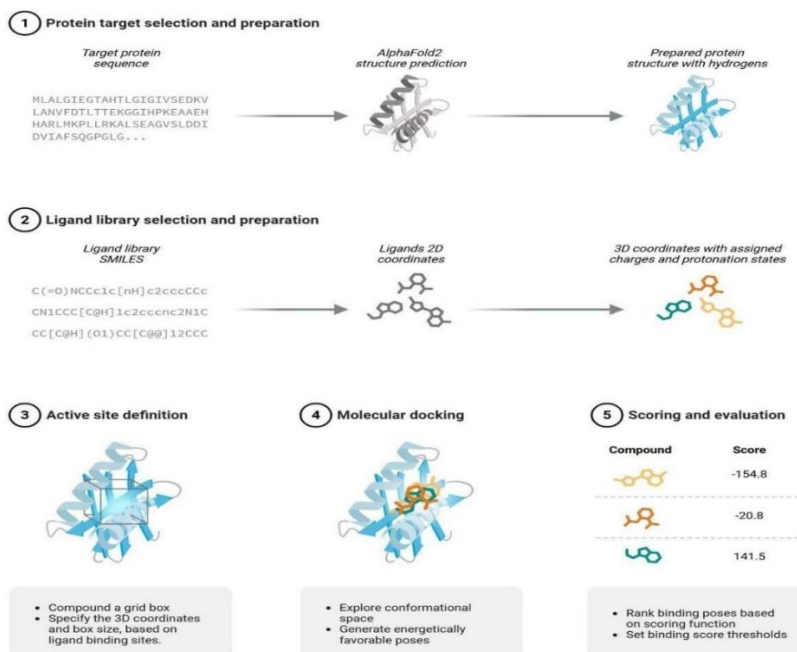 1 Protein target selection and preparation
Target protein
sequence
AlphaFold2
structure prediction
Prepared protein
structure with hydrogens
MLALGIEGTAHTLGIGIVSEDKV
LANVFDTLTTEKGGIHPKEAAEH
HARLMKPLLRKALSEAGVSLDDI
DVIAFSQGPGLG...
2 Ligand library selection and preparation
Ligand library
SMILES
Ligands 2D
coordinates
3D coordinates with assigned
charges and protonation states
C(=O)NCCc1c[nH]c2cccCCc
CN1CCC[C@H]1c2cccnc2N1C
CC[C@H](O1)CC[C@@]12CCC
3 Active site definition
• Compound a grid box
• Specify the 3D coordinates
and box size, based on
ligand binding sites.
4 Molecular docking
• Explore conformational
space
• Generate energetically
favorable poses
5 Scoring and evaluation
Compound Score
-154.8
-20.8
141.5
• Rank binding poses based
on scoring function
• Set binding score thresholds